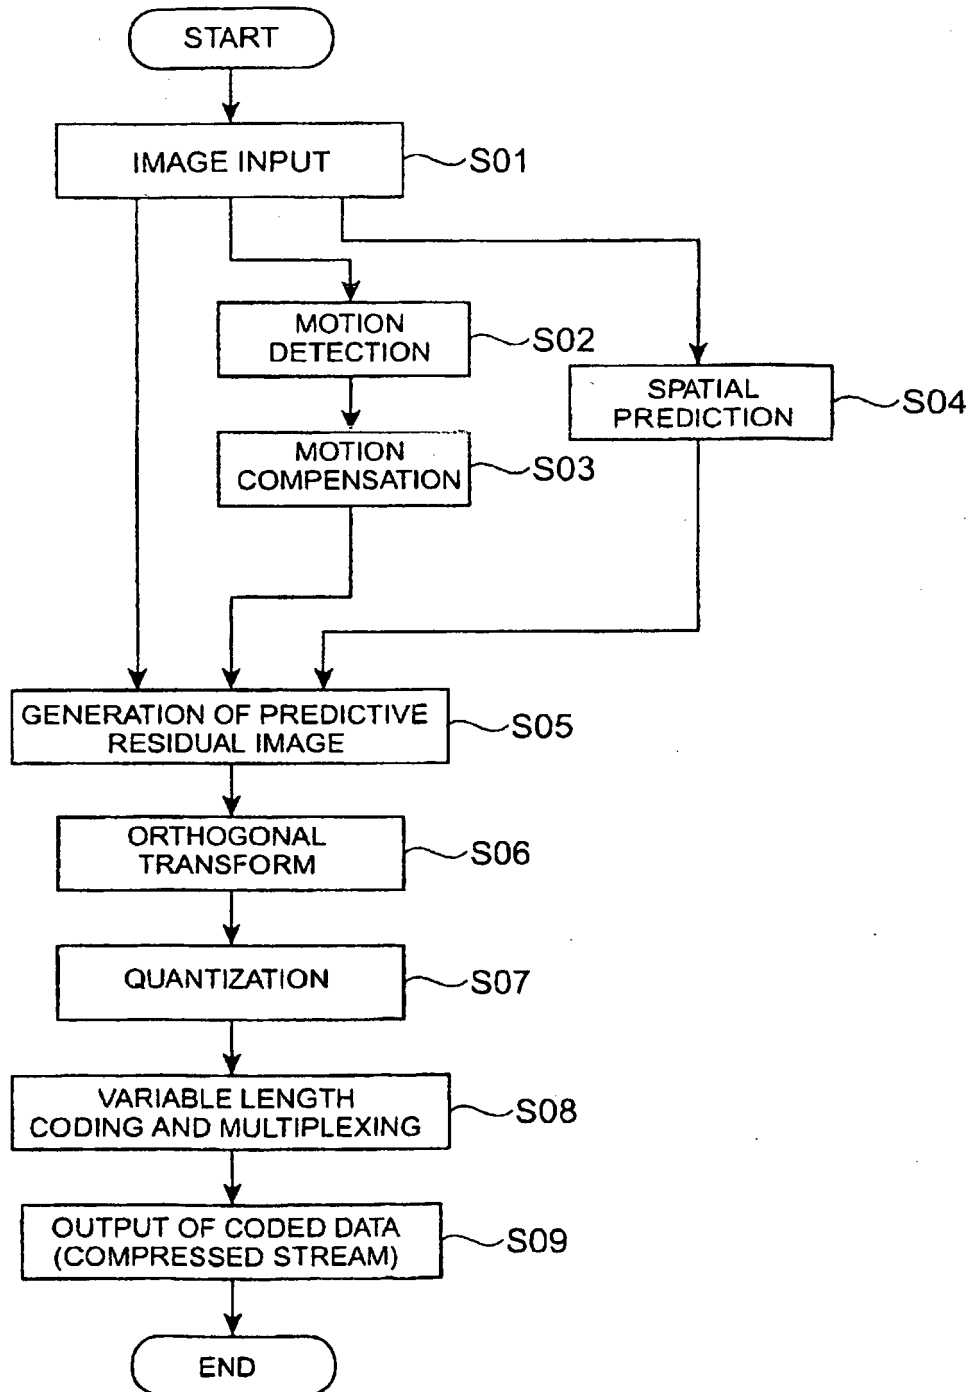 START
IMAGE INPUT
S01
MOTION
DETECTION
S02
SPATIAL
PREDICTION
S04
MOTION
COMPENSATION
S03
GENERATION OF PREDICTIVE
RESIDUAL IMAGE
S05
ORTHOGONAL
TRANSFORM
S06
QUANTIZATION
S07
VARIABLE LENGTH
CODING AND MULTIPLEXING
S08
OUTPUT OF CODED DATA
(COMPRESSED STREAM)
S09
END